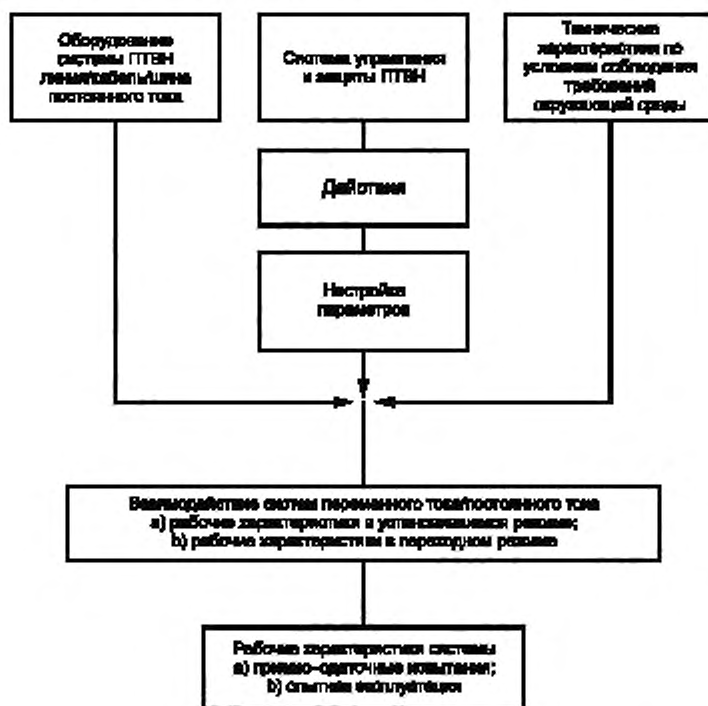 Оборудование
системы ПТВН
линия/кабель/шина
постоянного тока
Система управления
и защиты ПТВН
Технические
характеристики по
условиям соблюдения
требований
окружающей среды
Действия
Настройка
параметров
Взаимодействие систем переменного тока/постоянного тока
a) рабочие характеристики в установившемся режиме;
b) рабочие характеристики в переходном режиме
Рабочие характеристики системы
a) приемо-сдаточные испытания;
b) опытная эксплуатация